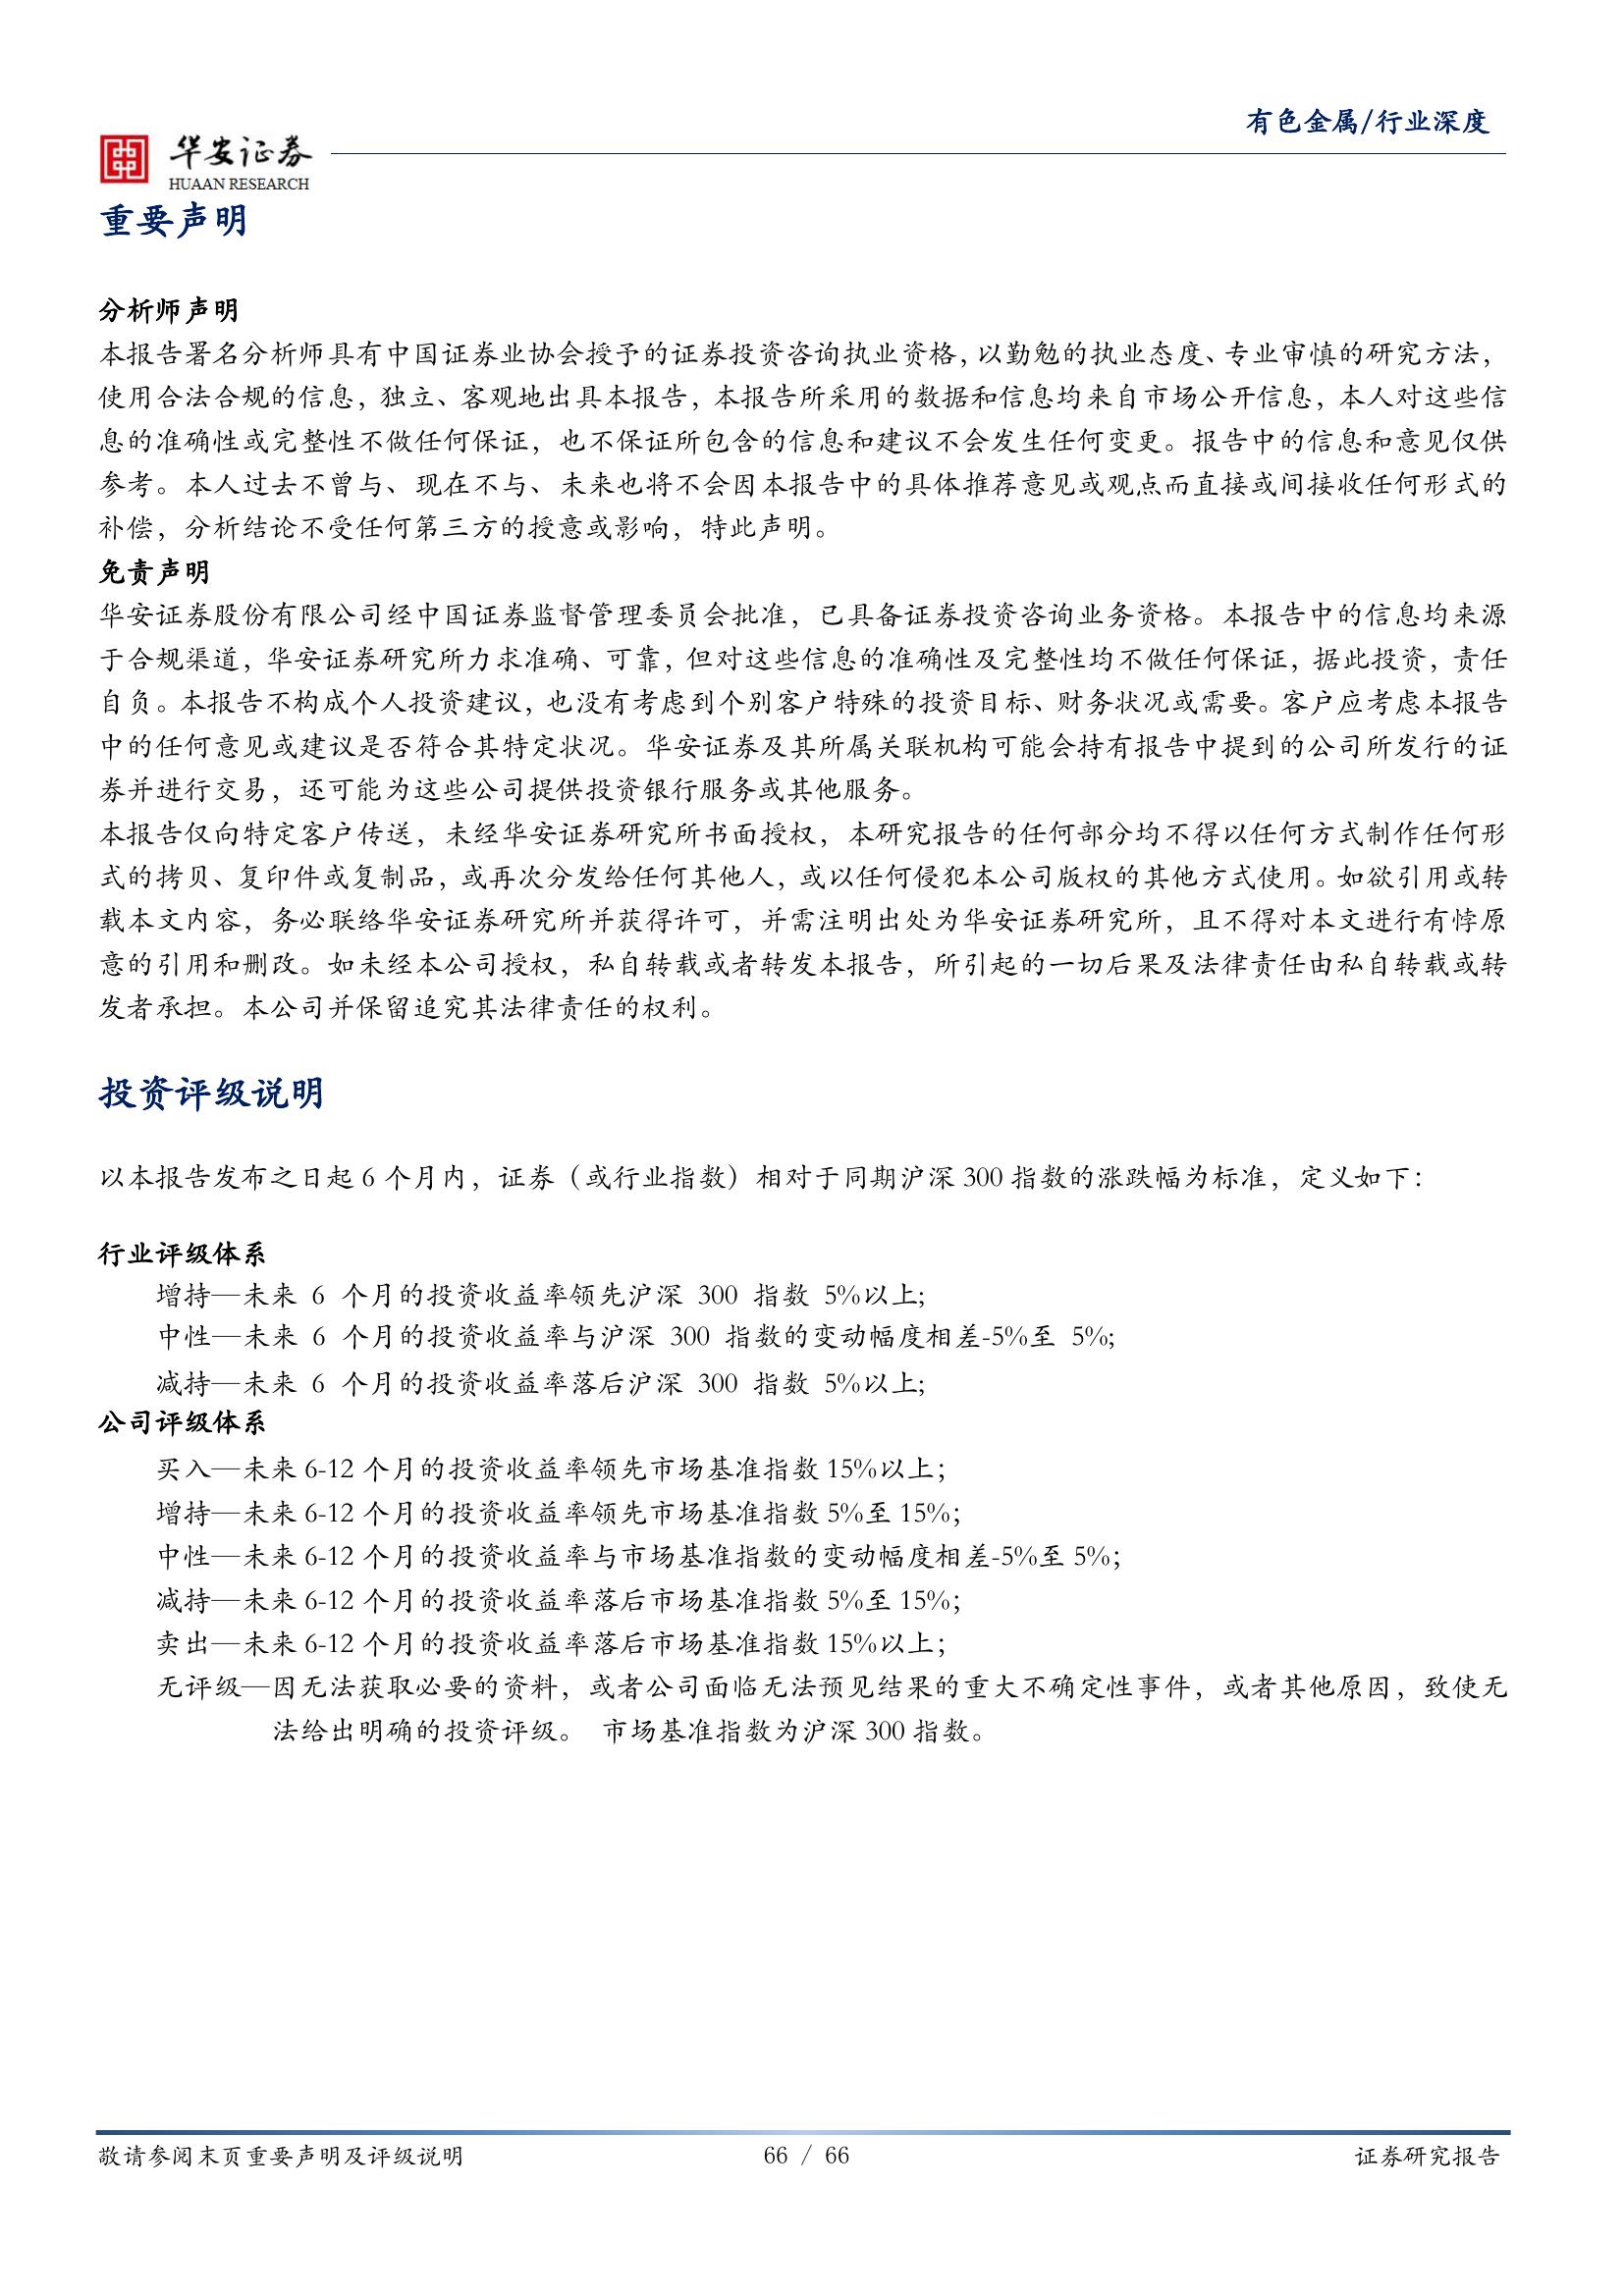 有色金属/行业深度
华安证券
HUAAN RESEARCH
重要声明
分析师声明
本报告署名分析师具有中国证券业协会授予的证券投资咨询执业资格，以勤勉的执业态度、专业审慎的研究方法，
使用合法合规的信息，独立、客观地出具本报告，本报告所采用的数据和信息均来自市场公开信息，本人对这些信
息的准确性或完整性不做任何保证，也不保证所包含的信息和建议不会发生任何变更。报告中的信息和意见仅供
参考。本人过去不曾与、现在不与、未来也将不会因本报告中的具体推荐意见或观点而直接或间接收任何形式的
补偿，分析结论不受任何第三方的授意或影响，特此声明。
免责声明
华安证券股份有限公司经中国证券监督管理委员会批准，已具备证券投资咨询业务资格。本报告中的信息均来源
于合规渠道，华安证券研究所力求准确、可靠，但对这些信息的准确性及完整性均不做任何保证，据此投资，责任
自负。本报告不构成个人投资建议，也没有考虑到个别客户特殊的投资目标、财务状况或需要。客户应考虑本报告
中的任何意见或建议是否符合其特定状况。华安证券及其所属关联机构可能会持有报告中提到的公司所发行的证
券并进行交易，还可能为这些公司提供投资银行服务或其他服务。
本报告仅向特定客户传送，未经华安证券研究所书面授权，本研究报告的任何部分均不得以任何方式制作任何形
式的拷贝、复印件或复制品，或再次分发给任何其他人，或以任何侵犯本公司版权的其他方式使用。如欲引用或转
载本文内容，务必联络华安证券研究所并获得许可，并需注明出处为华安证券研究所，且不得对本文进行有悖原
意的引用和删改。如未经本公司授权，私自转载或者转发本报告，所引起的一切后果及法律责任由私自转载或转
发者承担。本公司并保留追究其法律责任的权利。
投资评级说明
以本报告发布之日起 6 个月内，证券（或行业指数）相对于同期沪深 300 指数的涨跌幅为标准，定义如下：
行业评级体系
增持—未来 6 个月的投资收益率领先沪深 300 指数 5%以上;
中性—未来 6 个月的投资收益率与沪深 300 指数的变动幅度相差-5%至 5%;
减持—未来 6 个月的投资收益率落后沪深 300 指数 5%以上;
公司评级体系
买入—未来 6-12 个月的投资收益率领先市场基准指数 15%以上；
增持—未来 6-12 个月的投资收益率领先市场基准指数 5%至 15%；
中性—未来 6-12 个月的投资收益率与市场基准指数的变动幅度相差-5%至 5%；
减持—未来 6-12 个月的投资收益率落后市场基准指数 5%至 15%；
卖出—未来 6-12 个月的投资收益率落后市场基准指数 15%以上；
无评级—因无法获取必要的资料，或者公司面临无法预见结果的重大不确定性事件，或者其他原因，致使无
法给出明确的投资评级。 市场基准指数为沪深 300 指数。
敬请参阅末页重要声明及评级说明
66 / 66
证券研究报告